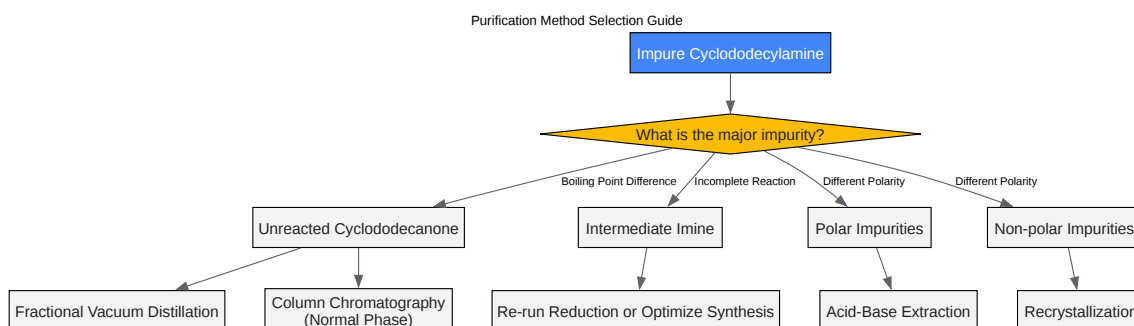 Purification Method Selection Guide
Impure Cyclododecylamine
What is the major impurity?
Boiling Point Difference
Incomplete Reaction
Different Polarity
Different Polarity
Unreacted Cyclododecanone
Intermediate Imine
Polar Impurities
Non-polar Impurities
Fractional Vacuum Distillation
Column Chromatography
(Normal Phase)
Re-run Reduction or Optimize Synthesis
Acid-Base Extraction
Recrystallization